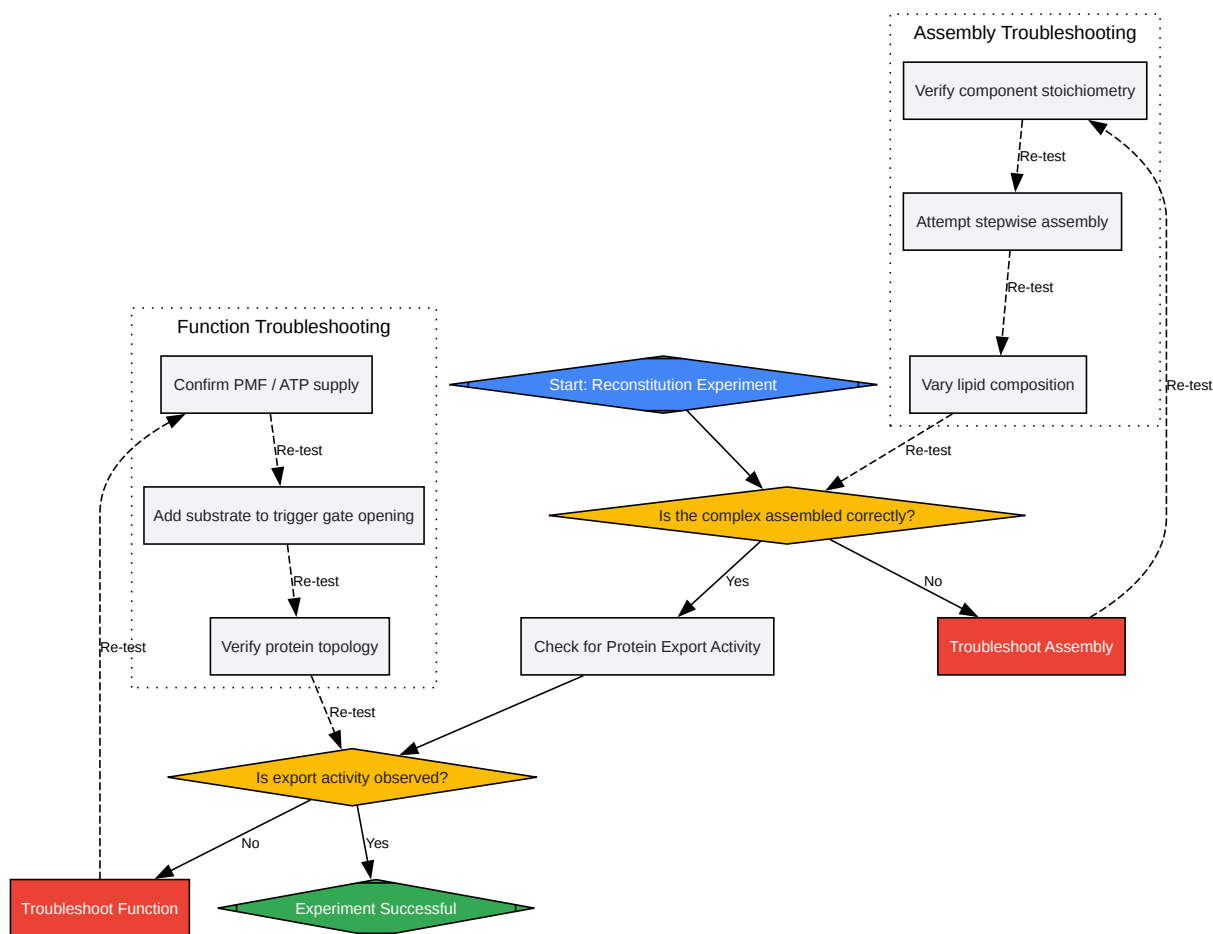 Assembly Troubleshooting
Verify component stoichiometry
Re-test
Attempt stepwise assembly
Re-test
Function Troubleshooting
Confirm PMF / ATP supply
Start: Reconstitution Experiment
Vary lipid composition
Re-test
Re-test
Re-test
Add substrate to trigger gate opening
Is the complex assembled correctly?
Re-test
Yes
No
Re-test
Verify protein topology
Check for Protein Export Activity
Troubleshoot Assembly
Re-test
Is export activity observed?
No
Yes
Troubleshoot Function
Experiment Successful